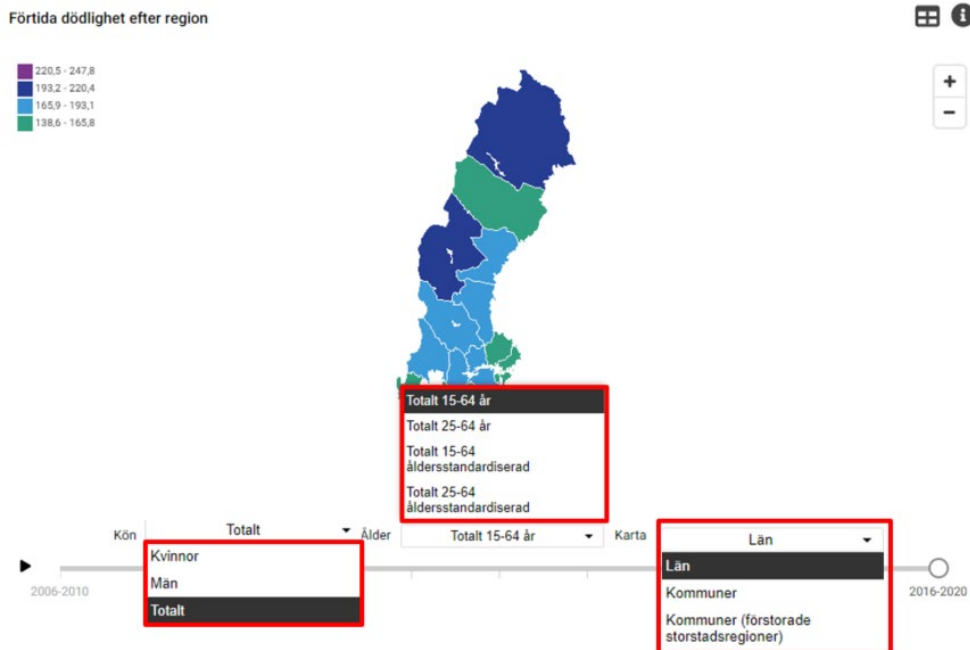 Förtida dödlighet efter region
220,5 - 247,8
193,2 - 220,4
165,9 - 193,1
138,6 - 165,8
+
−
Totalt 15-64 år
Totalt 25-64 år
Totalt 15-64
åldersstandardiserad
Totalt 25-64
åldersstandardiserad
Kön
Totalt
Ålder
Totalt 15-64 år
Karta
Län
Kvinnor
Män
Totalt
Län
Kommuner
Kommuner (förstorade
storstadsregioner)
2006-2010
2016-2020